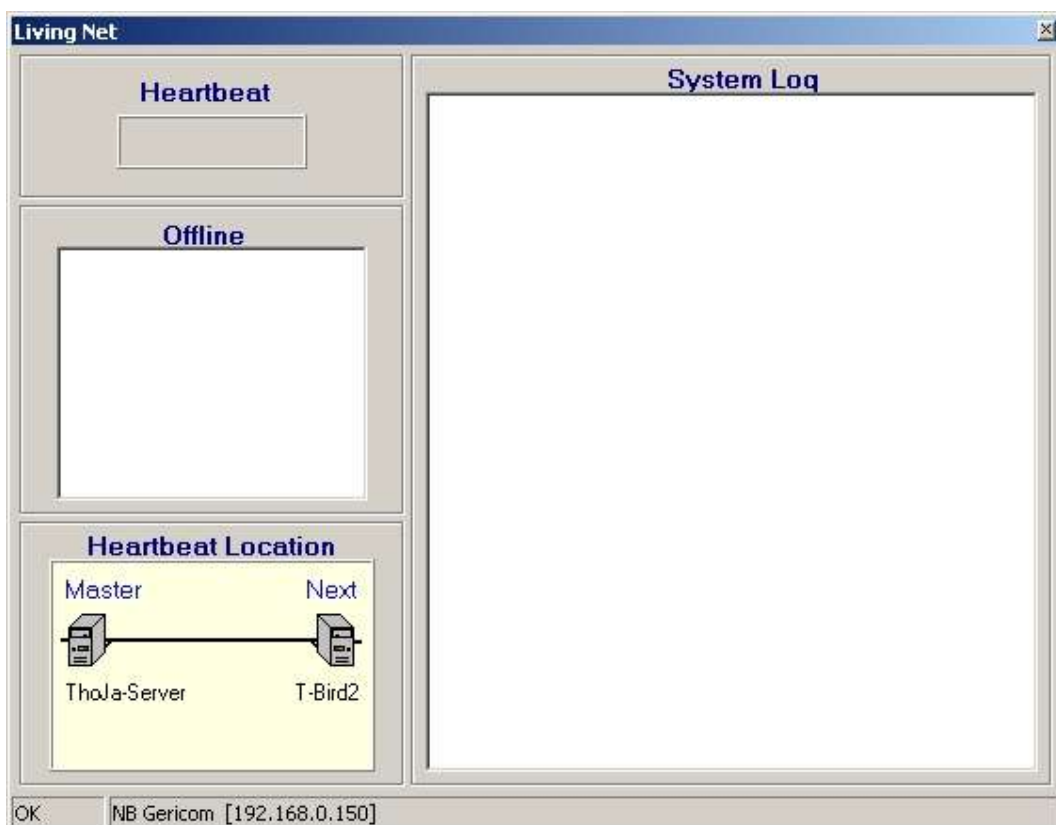 Living Net
Heartbeat
System Log
Offline
Heartbeat Location
Master Next
ThoJa-Server T-Bird2
OK NB Gericom [192.168.0.150]